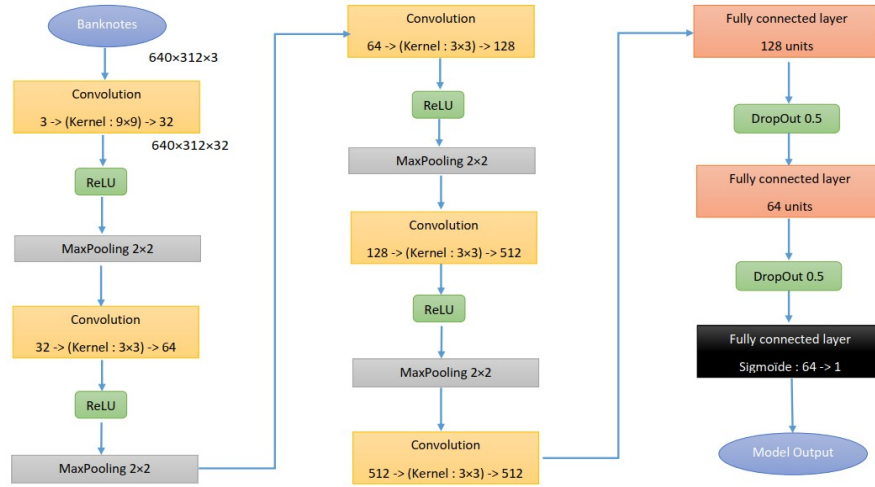 Banknotes
640×312×3
Convolution
3 -> (Kernel : 9×9) -> 32
640×312×32
ReLU
MaxPooling 2×2
Convolution
32 -> (Kernel : 3×3) -> 64
ReLU
MaxPooling 2×2
Convolution
64 -> (Kernel : 3×3) -> 128
ReLU
MaxPooling 2×2
Convolution
128 -> (Kernel : 3×3) -> 512
ReLU
MaxPooling 2×2
Convolution
512 -> (Kernel : 3×3) -> 512
Fully connected layer
128 units
DropOut 0.5
Fully connected layer
64 units
DropOut 0.5
Fully connected layer
Sigmoïde : 64 -> 1
Model Output